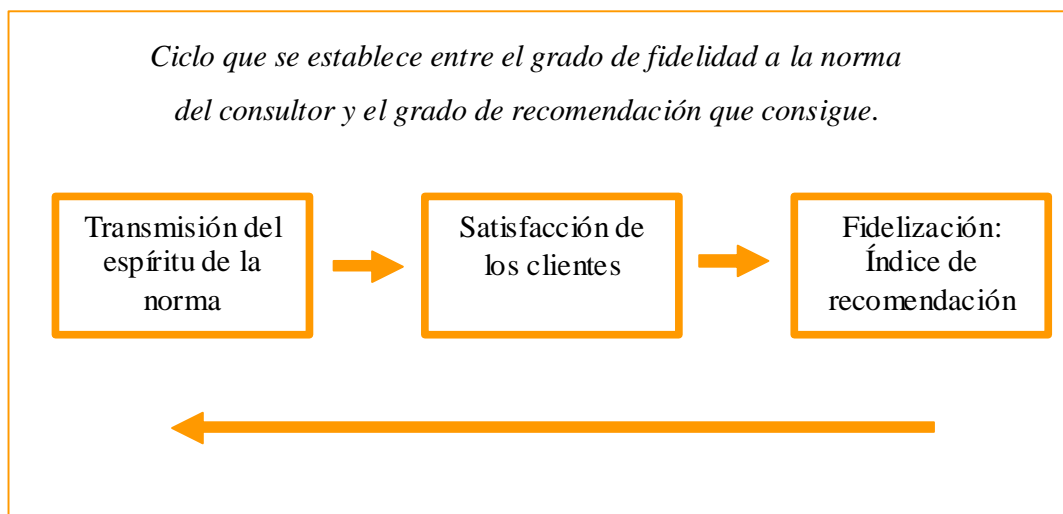 Ciclo que se establece entre el grado de fidelidad a la norma
del consultor y el grado de recomendación que consigue.
Transmisión del
espíritu de la
norma
Satisfacción de
los clientes
Fidelización:
Índice de
recomendación